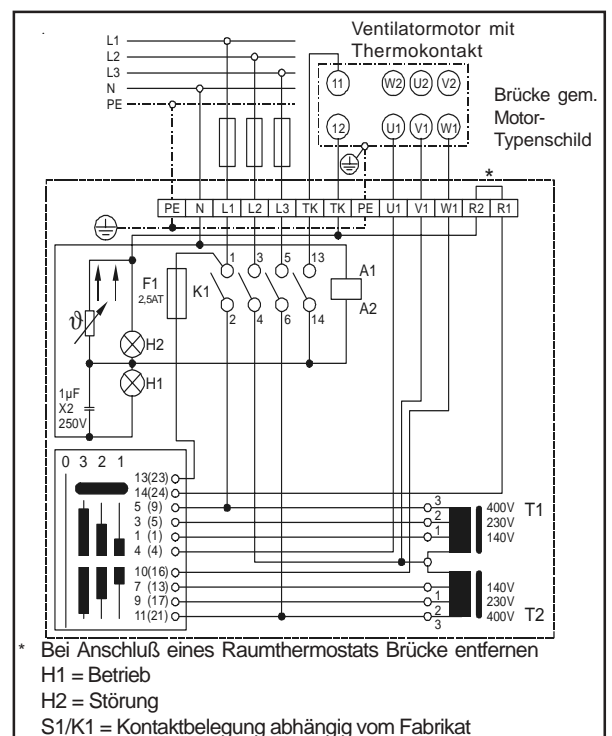 L1
L2
L3
N
PE
Ventilatormotor mit
Thermokontakt
11 W2 U2 V2
12 U1 V1 W1
Brücke gem.
Motor-
Typenschild
*
PE N L1 L2 L3 TK TK PE U1 V1 W1 R2 R1
1 3 5 13
F1
2,5AT
K1
2 4 6 14
A1
A2
ϑ
H2
H1
1µF
X2
250V
0 3 2 1
13(23)
14(24)
5 (9)
3 (5)
1 (1)
4 (4)
10(16)
7 (13)
9 (17)
11(21)
3 400V T1
2 230V
1 140V
140V
1 230V
2 400V T2
3
* Bei Anschluß eines Raumthermostats Brücke entfernen
H1 = Betrieb
H2 = Störung
S1/K1 = Kontaktbelegung abhängig vom Fabrikat